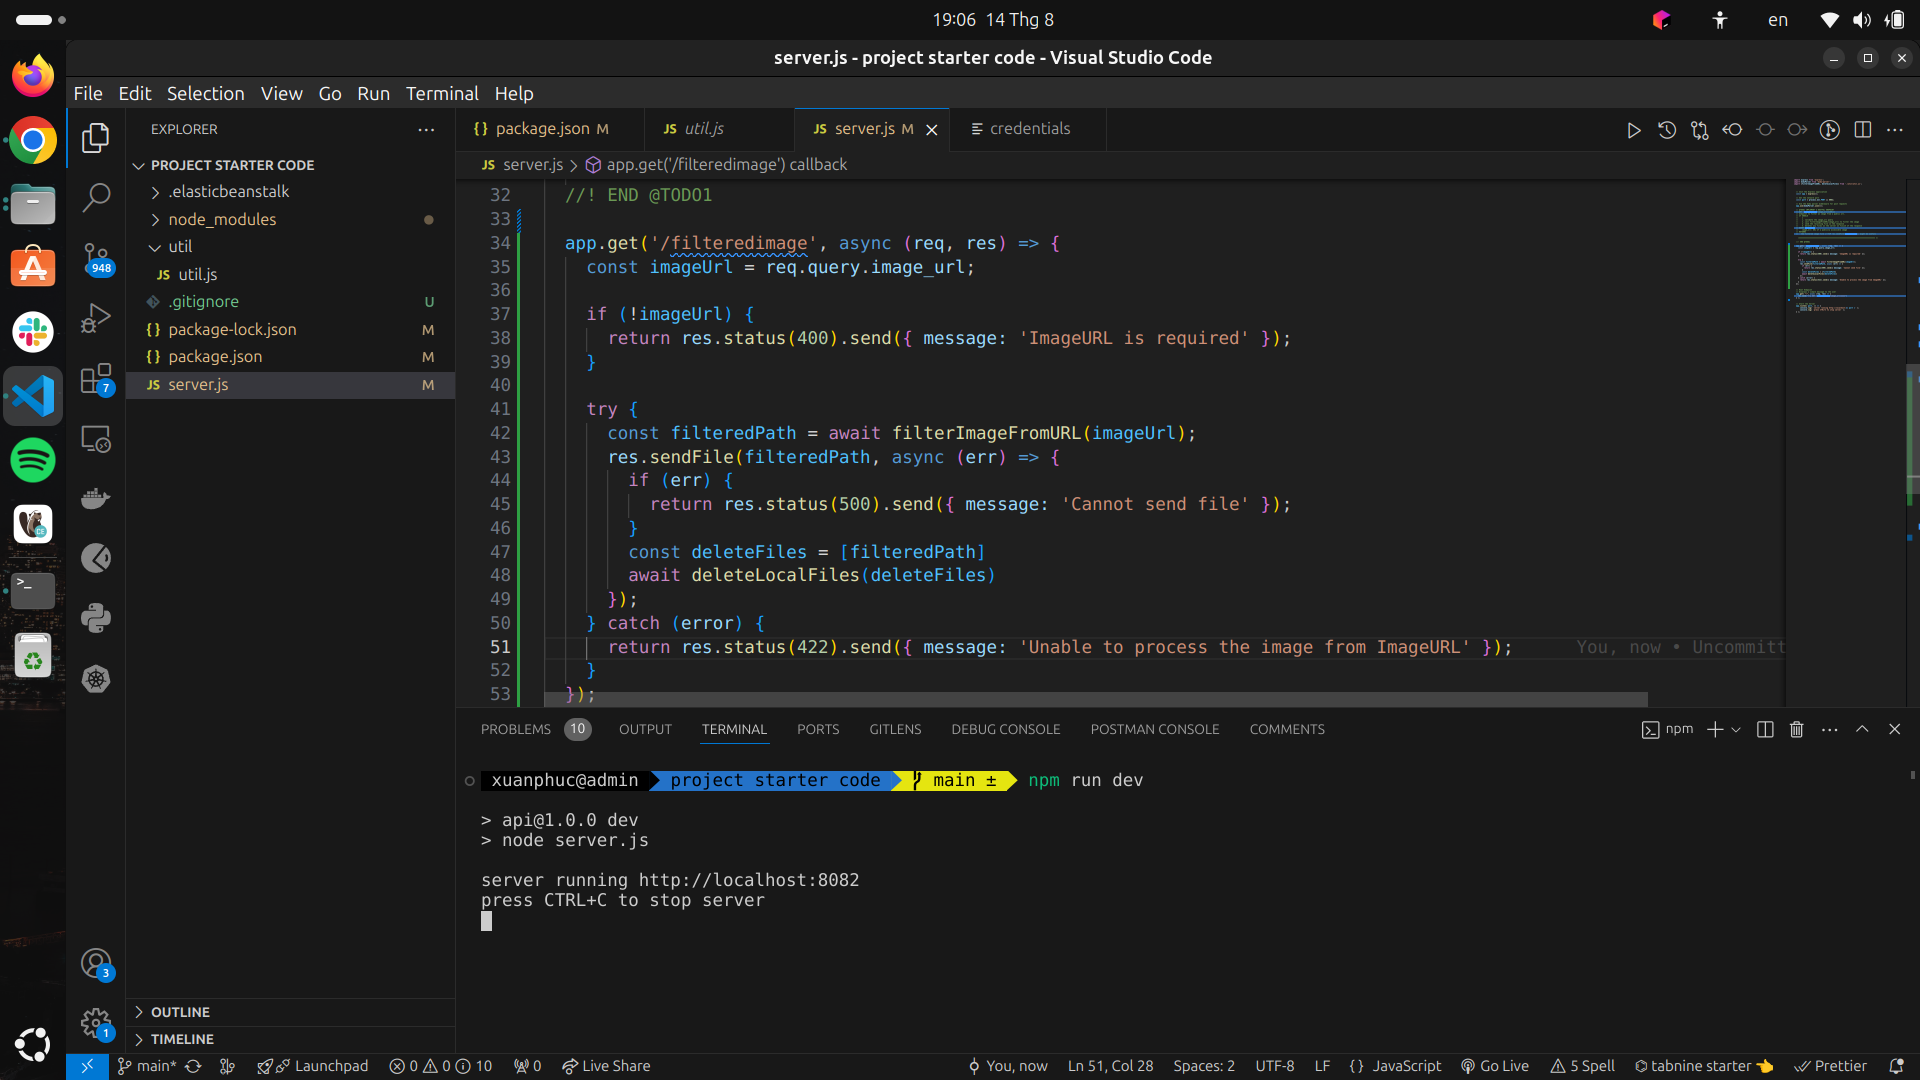 19:06 14 Thg 8
en
server.js - project starter code - Visual Studio Code
File Edit Selection View Go Run Terminal Help
EXPLORER
PROJECT STARTER CODE
.elasticbeanstalk
node_modules
util
JS util.js
.gitignore U
{} package-lock.json M
{} package.json M
JS server.js M
OUTLINE
TIMELINE
948
7
3
1
{} package.json M
JS util.js
JS server.js M
credentials
JS server.js > app.get('/filteredimage') callback
32 //! END @TODO1
33
34 app.get('/filteredimage', async (req, res) => {
35 const imageUrl = req.query.image_url;
36
37 if (!imageUrl) {
38 return res.status(400).send({ message: 'ImageURL is required' });
39 }
40
41 try {
42 const filteredPath = await filterImageFromURL(imageUrl);
43 res.sendFile(filteredPath, async (err) => {
44 if (err) {
45 return res.status(500).send({ message: 'Cannot send file' });
46 }
47 const deleteFiles = [filteredPath]
48 await deleteLocalFiles(deleteFiles)
49 });
50 } catch (error) {
51 return res.status(422).send({ message: 'Unable to process the image from ImageURL' }); You, now • Uncommitt
52 }
53 });
PROBLEMS 10 OUTPUT TERMINAL PORTS GITLENS DEBUG CONSOLE POSTMAN CONSOLE COMMENTS
npm
xuanphuc@admin project starter code main ± npm run dev
> api@1.0.0 dev
> node server.js
server running http://localhost:8082
press CTRL+C to stop server
main* Launchpad 0 0 10 0 Live Share
You, now Ln 51, Col 28 Spaces: 2 UTF-8 LF {} JavaScript Go Live 5 Spell tabnine starter 👈 Prettier